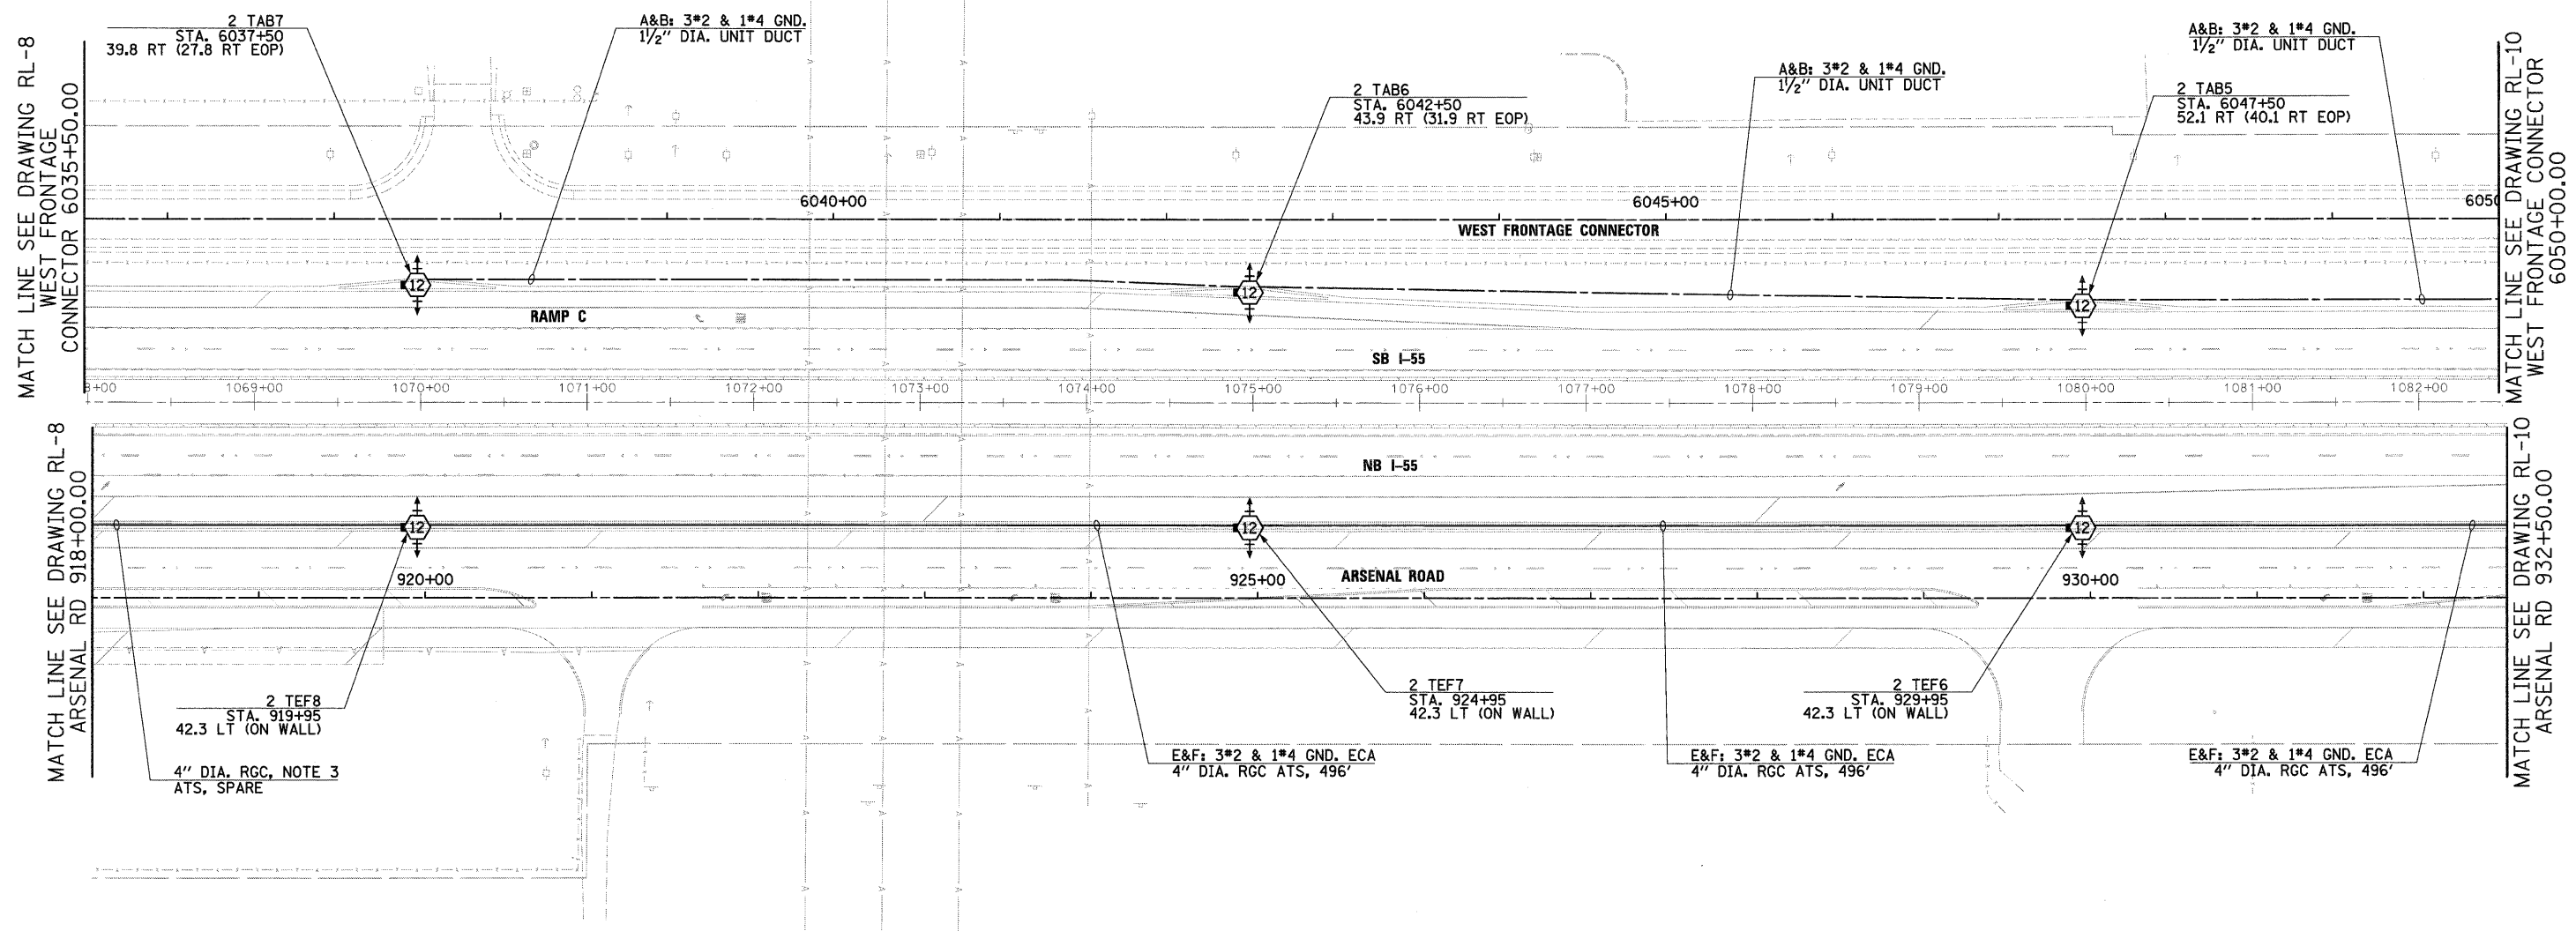 MATCH LINE SEE DRAWING RL-8
WEST FRONTAGE
CONNECTOR 6035+50.00
2 TAB7
STA. 6037+50
39.8 RT (27.8 RT EOP)
A&B: 3#2 & 1#4 GND.
1½" DIA. UNIT DUCT
2 TAB6
STA. 6042+50
43.9 RT (31.9 RT EOP)
A&B: 3#2 & 1#4 GND.
1½" DIA. UNIT DUCT
2 TAB5
STA. 6047+50
52.1 RT (40.1 RT EOP)
A&B: 3#2 & 1#4 GND.
1½" DIA. UNIT DUCT
MATCH LINE SEE DRAWING RL-10
WEST FRONTAGE CONNECTOR
6050+00.00
6040+00
6045+00
6050
WEST FRONTAGE CONNECTOR
12
12
12
RAMP C
SB I-55
8+00
1069+00
1070+00
1071+00
1072+00
1073+00
1074+00
1075+00
1076+00
1077+00
1078+00
1079+00
1080+00
1081+00
1082+00
MATCH LINE SEE DRAWING RL-8
ARSENAL RD 918+00.00
NB I-55
12
12
12
920+00
925+00
ARSENAL ROAD
930+00
2 TEF8
STA. 919+95
42.3 LT (ON WALL)
4" DIA. RGC, NOTE 3
ATS, SPARE
2 TEF7
STA. 924+95
42.3 LT (ON WALL)
E&F: 3#2 & 1#4 GND. ECA
4" DIA. RGC ATS, 496'
2 TEF6
STA. 929+95
42.3 LT (ON WALL)
E&F: 3#2 & 1#4 GND. ECA
4" DIA. RGC ATS, 496'
E&F: 3#2 & 1#4 GND. ECA
4" DIA. RGC ATS, 496'
MATCH LINE SEE DRAWING RL-10
ARSENAL RD 932+50.00